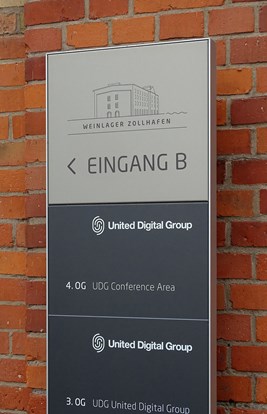 WEINLAGER ZOLLHAFEN
< EINGANG B
United Digital Group
4. OG UDG Conference Area
United Digital Group
3. OG UDG United Digital Group